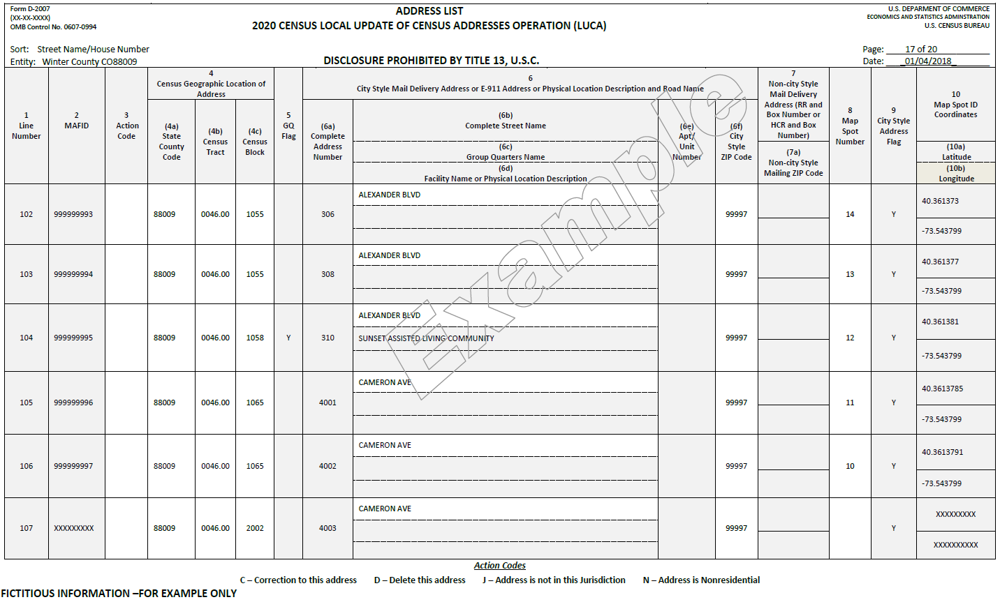 Form D-2007
(XX-XX-XXXX)
OMB Control No. 0607-0994
ADDRESS LIST
2020 CENSUS LOCAL UPDATE OF CENSUS ADDRESSES OPERATION (LUCA)
U.S. DEPARTMENT OF COMMERCE
ECONOMICS AND STATISTICS ADMINSTRATION
U.S. CENSUS BUREAU
Sort: Street Name/House Number
Entity: Winter County CO88009
DISCLOSURE PROHIBITED BY TITLE 13, U.S.C.
Page: 17 of 20
Date: _01/04/2018_
1
Line
Number
2
MAFID
3
Action
Code
4
Census Geographic Location of
Address
(4a)
State
County
Code
(4b)
Census
Tract
(4c)
Census
Block
5
GQ
Flag
6
City Style Mail Delivery Address or E-911 Address or Physical Location Description and Road Name
(6a)
Complete
Address
Number
(6b)
Complete Street Name
(6c)
Group Quarters Name
(6d)
Facility Name or Physical Location Description
(6e)
Apt/
Unit
Number
(6f)
City
Style
ZIP Code
7
Non-city Style
Mail Delivery
Address (RR and
Box Number or
HCR and Box
Number)
(7a)
Non-city Style
Mailing ZIP Code
8
Map
Spot
Number
9
City Style
Address
Flag
10
Map Spot ID
Coordinates
(10a)
Latitude
(10b)
Longitude
102 999999993 88009 0046.00 1055 306 ALEXANDER BLVD 99997 14 Y 40.361373
-73.543799
103 999999994 88009 0046.00 1055 308 ALEXANDER BLVD 99997 13 Y 40.361377
-73.543799
104 999999995 88009 0046.00 1058 Y 310 ALEXANDER BLVD 99997 12 Y 40.361381
SUNSET ASSISTED LIVING COMMUNITY
-73.543799
105 999999996 88009 0046.00 1065 4001 CAMERON AVE 99997 11 Y 40.3613785
-73.543799
106 999999997 88009 0046.00 1065 4002 CAMERON AVE 99997 10 Y 40.3613791
-73.543799
107 XXXXXXXXX 88009 0046.00 2002 4003 CAMERON AVE 99997 Y XXXXXXXXX
XXXXXXXXXX
Example
Action Codes
C – Correction to this address D – Delete this address J – Address is not in this Jurisdiction N – Address is Nonresidential
FICTITIOUS INFORMATION –FOR EXAMPLE ONLY